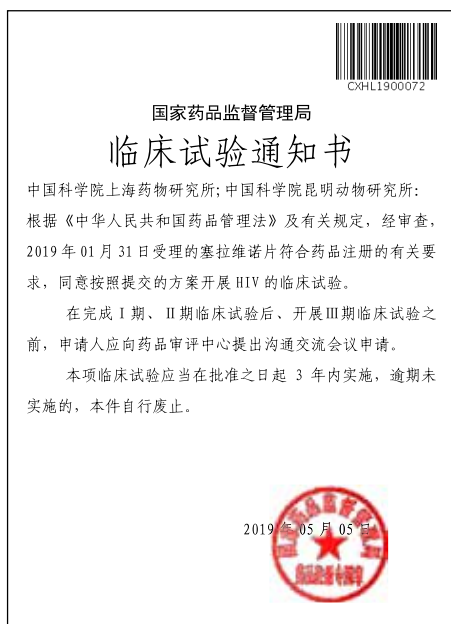 CXHL1900072
国家药品监督管理局
临床试验通知书
中国科学院上海药物研究所;中国科学院昆明动物研究所:
根据《中华人民共和国药品管理法》及有关规定，经审查，
2019年01月31日受理的塞拉维诺片符合药品注册的有关要
求，同意按照提交的方案开展HIV的临床试验。
在完成Ⅰ期、Ⅱ期临床试验后、开展Ⅲ期临床试验之
前，申请人应向药品审评中心提出沟通交流会议申请。
本项临床试验应当在批准之日起 3 年内实施，逾期未
实施的，本件自行废止。
2019年05月05日
国家药品监督管理局